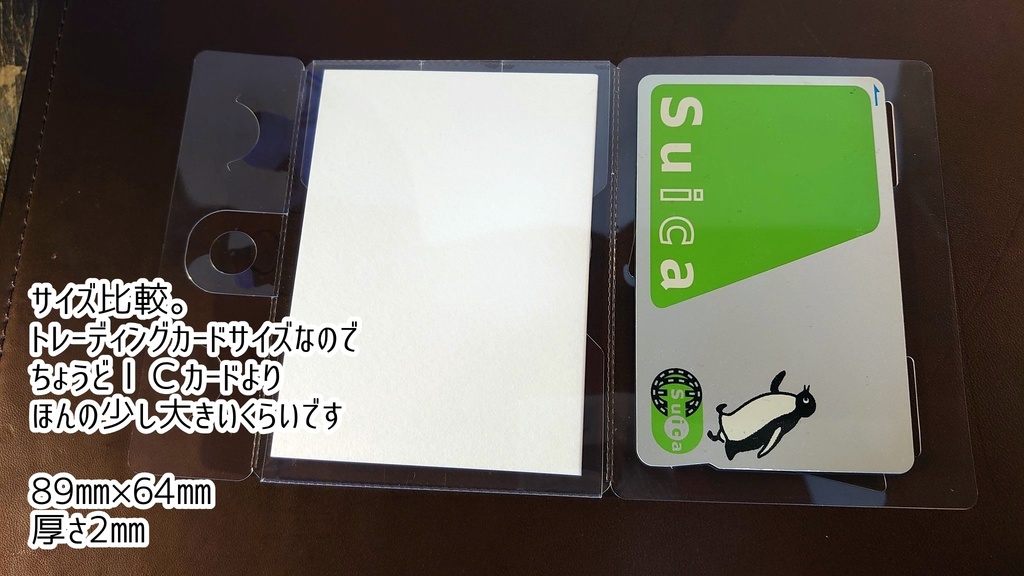 サイズ比較。
トレーディングカードサイズなので
ちょうどＩＣカードより
ほんの少し大きいくらいです
89㎜×64㎜
厚さ2㎜
Suica
Suica